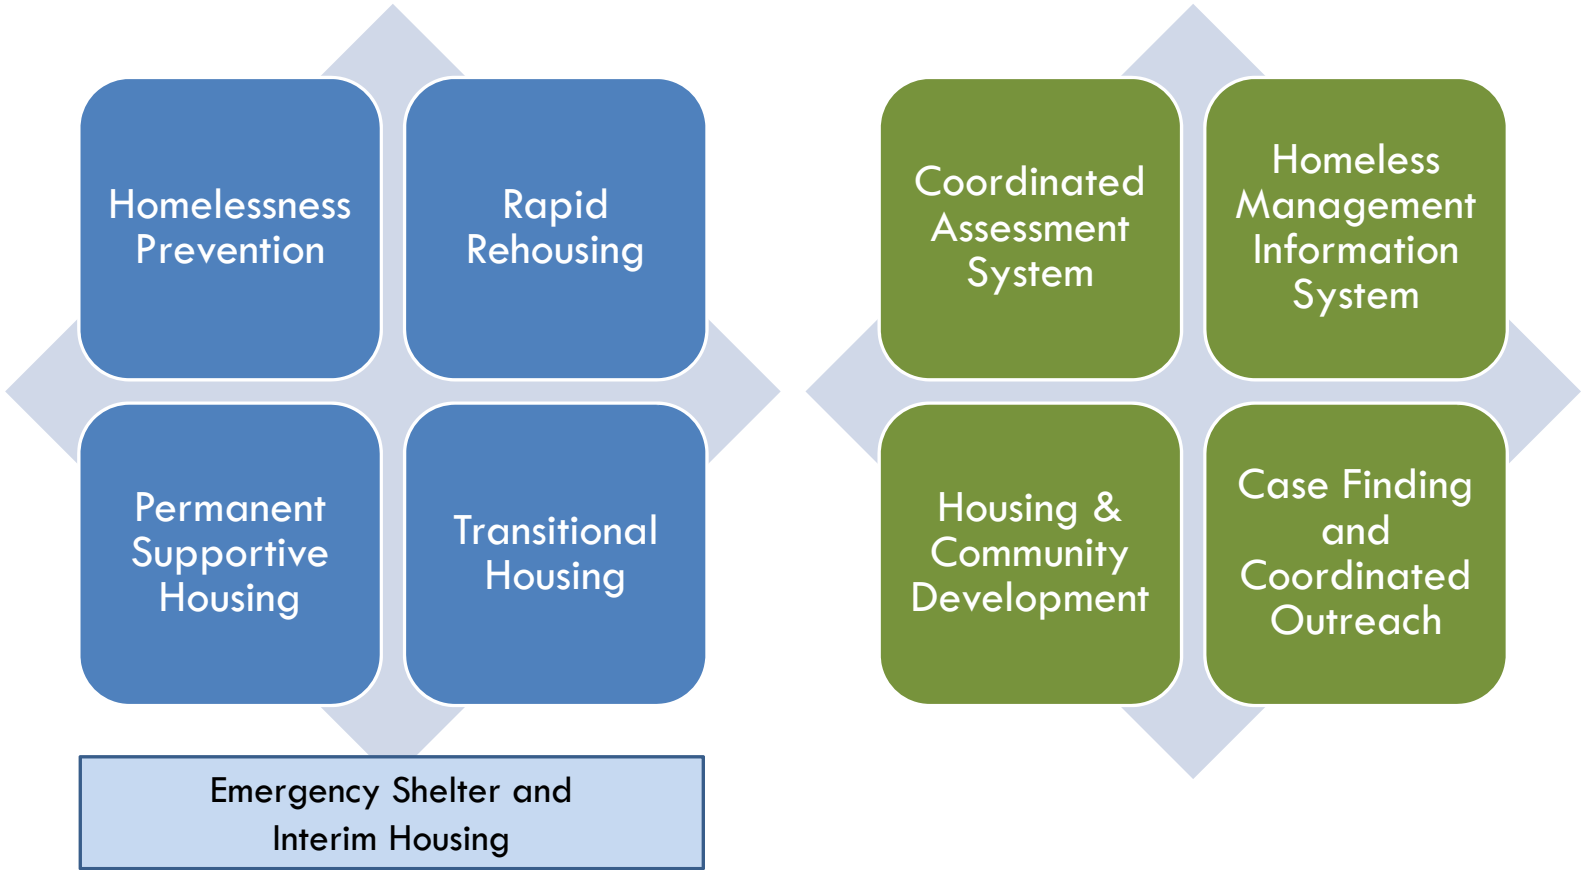 Homelessness
Prevention
Rapid
Rehousing
Permanent
Supportive
Housing
Transitional
Housing
Emergency Shelter and
Interim Housing
Coordinated
Assessment
System
Homeless
Management
Information
System
Housing &
Community
Development
Case Finding
and
Coordinated
Outreach